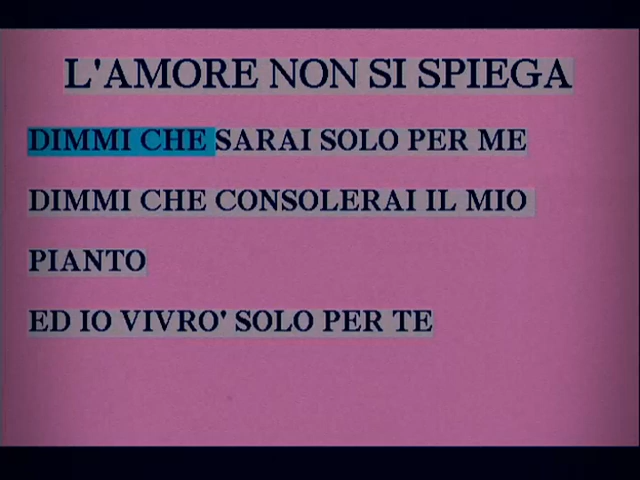 L'AMORE NON SI SPIEGA
DIMMI CHE SARAI SOLO PER ME
DIMMI CHE CONSOLERAI IL MIO
PIANTO
ED IO VIVRO' SOLO PER TE